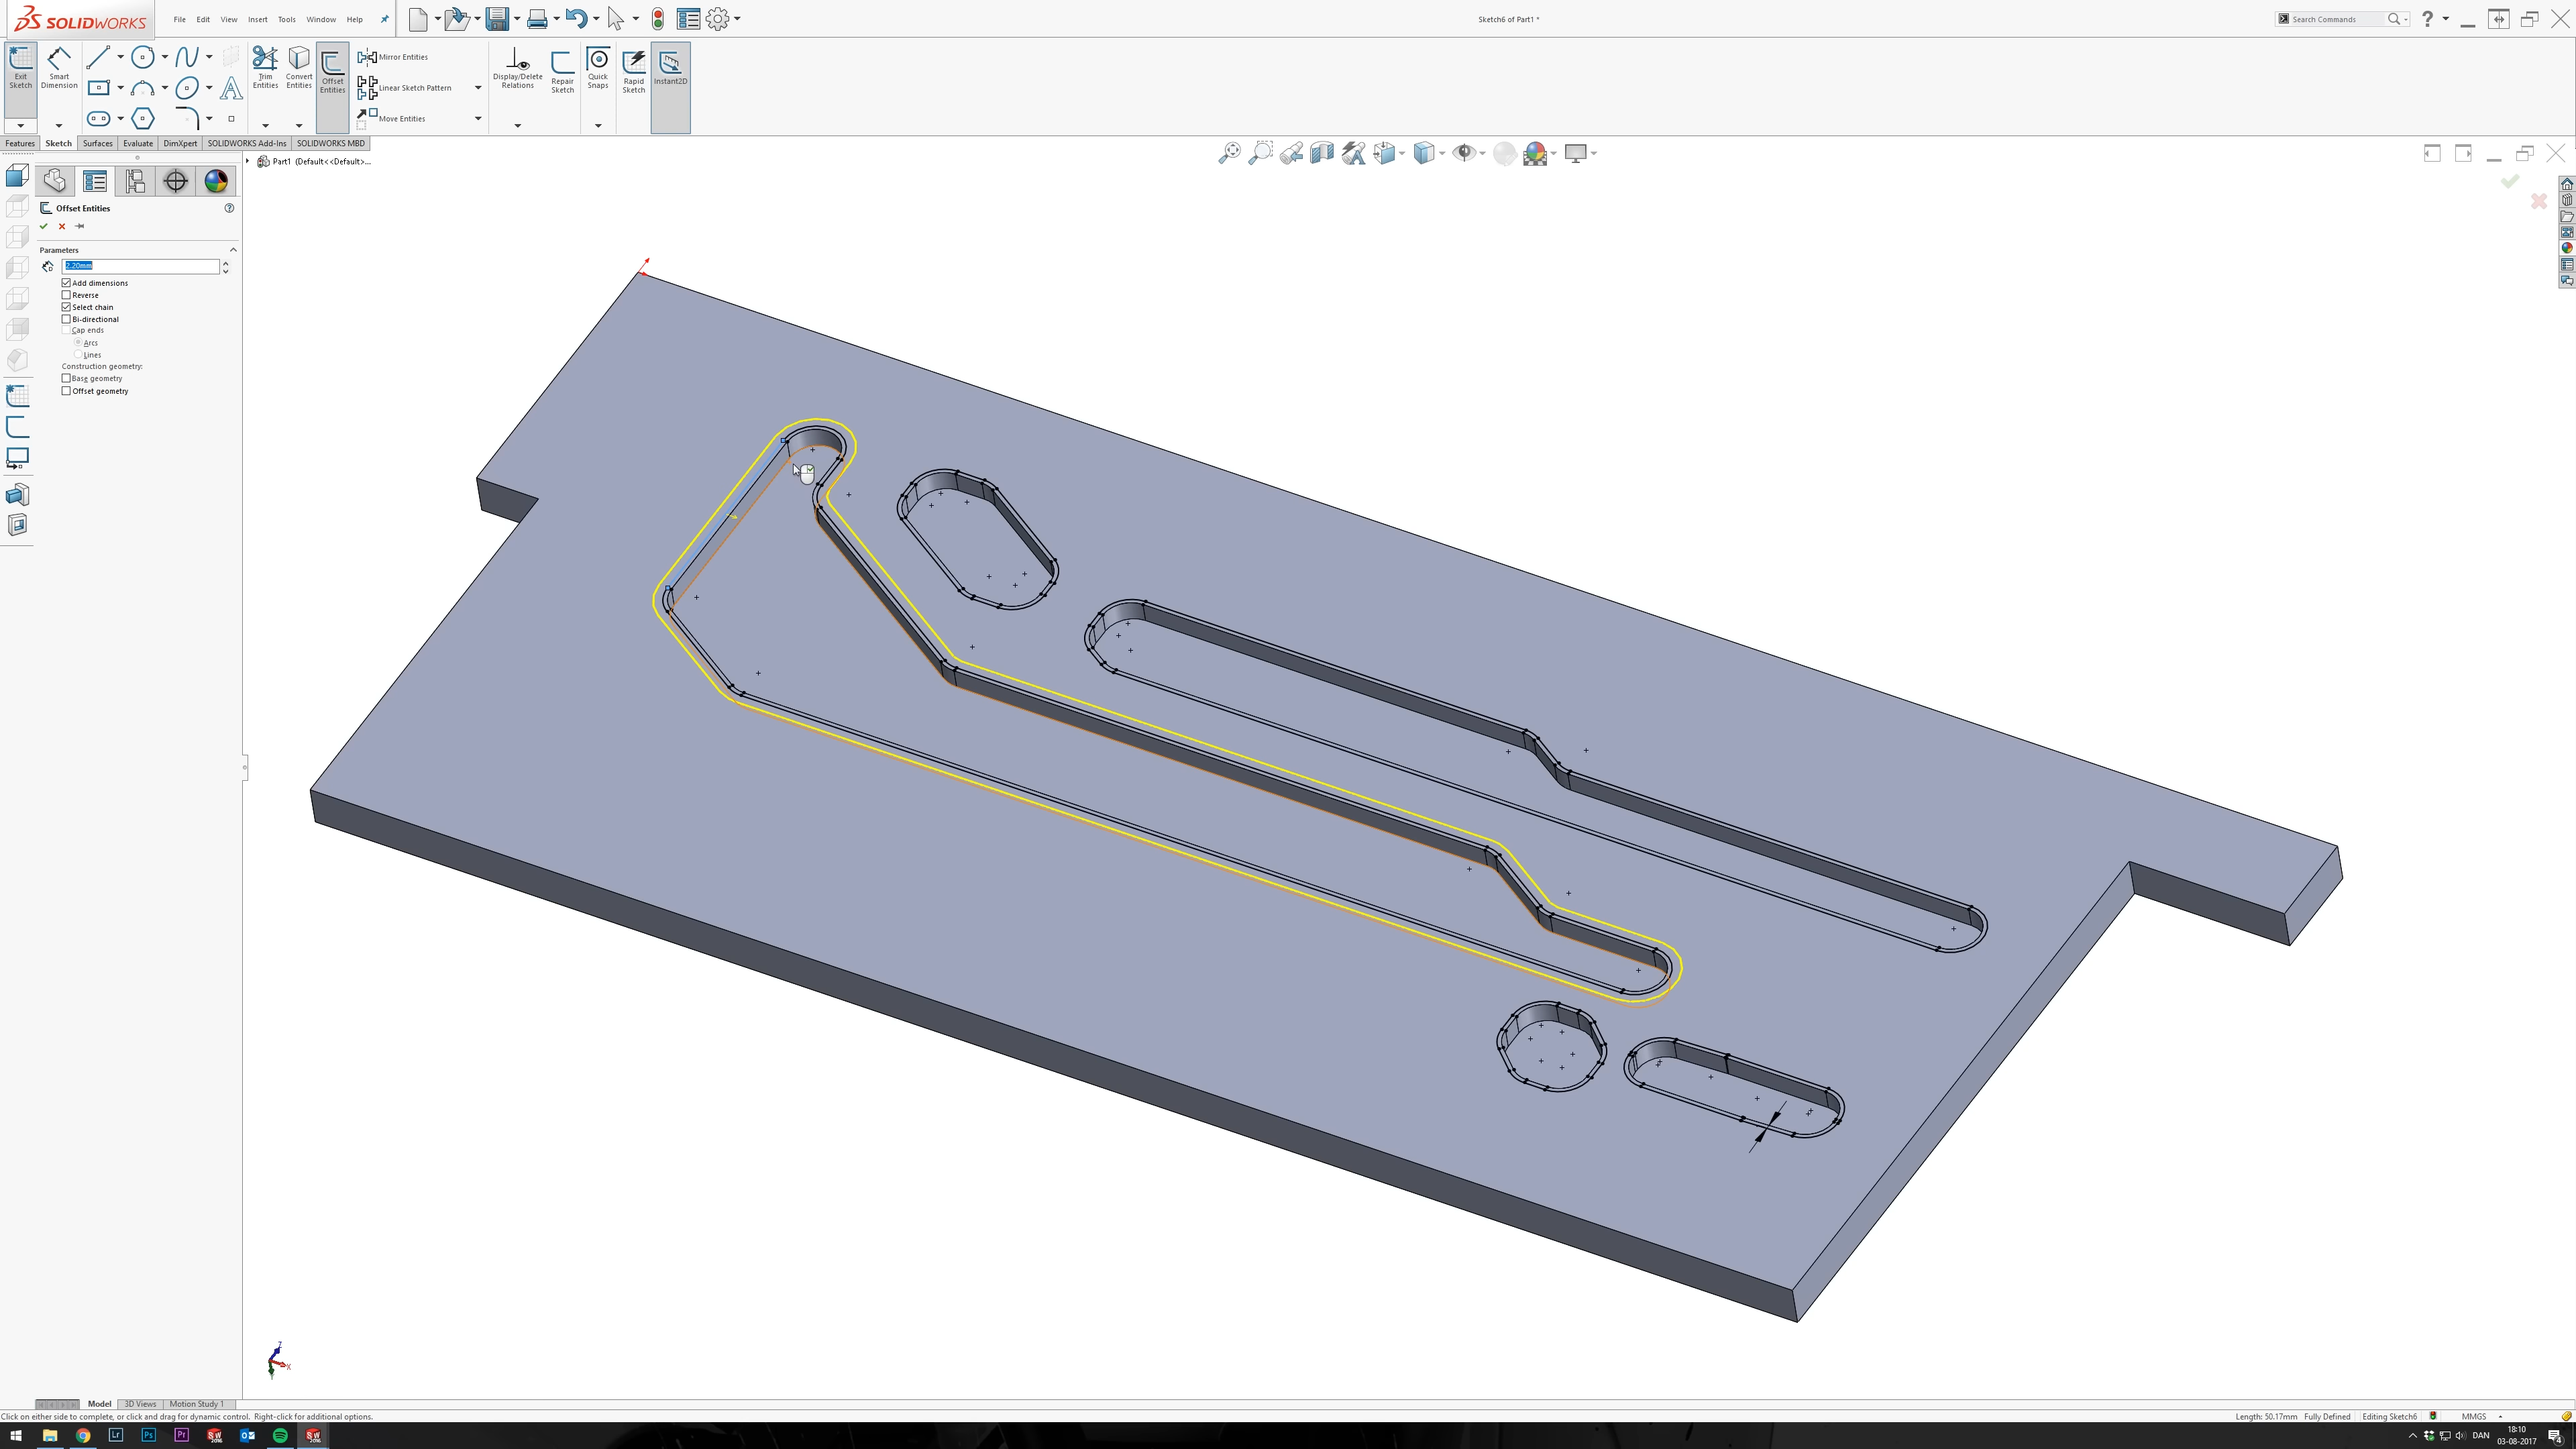 SOLIDWORKS
File Edit View Insert Tools Window Help
Sketch6 of Part1 *
Search Commands
Exit Sketch
Smart Dimension
Trim Entities
Convert Entities
Offset Entities
Mirror Entities
Linear Sketch Pattern
Move Entities
Display/Delete Relations
Repair Sketch
Quick Snaps
Rapid Sketch
Instant2D
Features Sketch Surfaces Evaluate DimXpert SOLIDWORKS Add-Ins SOLIDWORKS MBD
Part1 (Default<<Default>...
Offset Entities
Parameters
2.20mm
Add dimensions
Reverse
Select chain
Bi-directional
Cap ends
Arcs
Lines
Construction geometry:
Base geometry
Offset geometry
Z
X
Model 3D Views Motion Study 1
Click on either side to complete, or click and drag for dynamic control. Right-click for additional options.
Length: 50.17mm Fully Defined Editing Sketch6 MMGS
Lr Ps Pr
DAN
18:10
03-08-2017